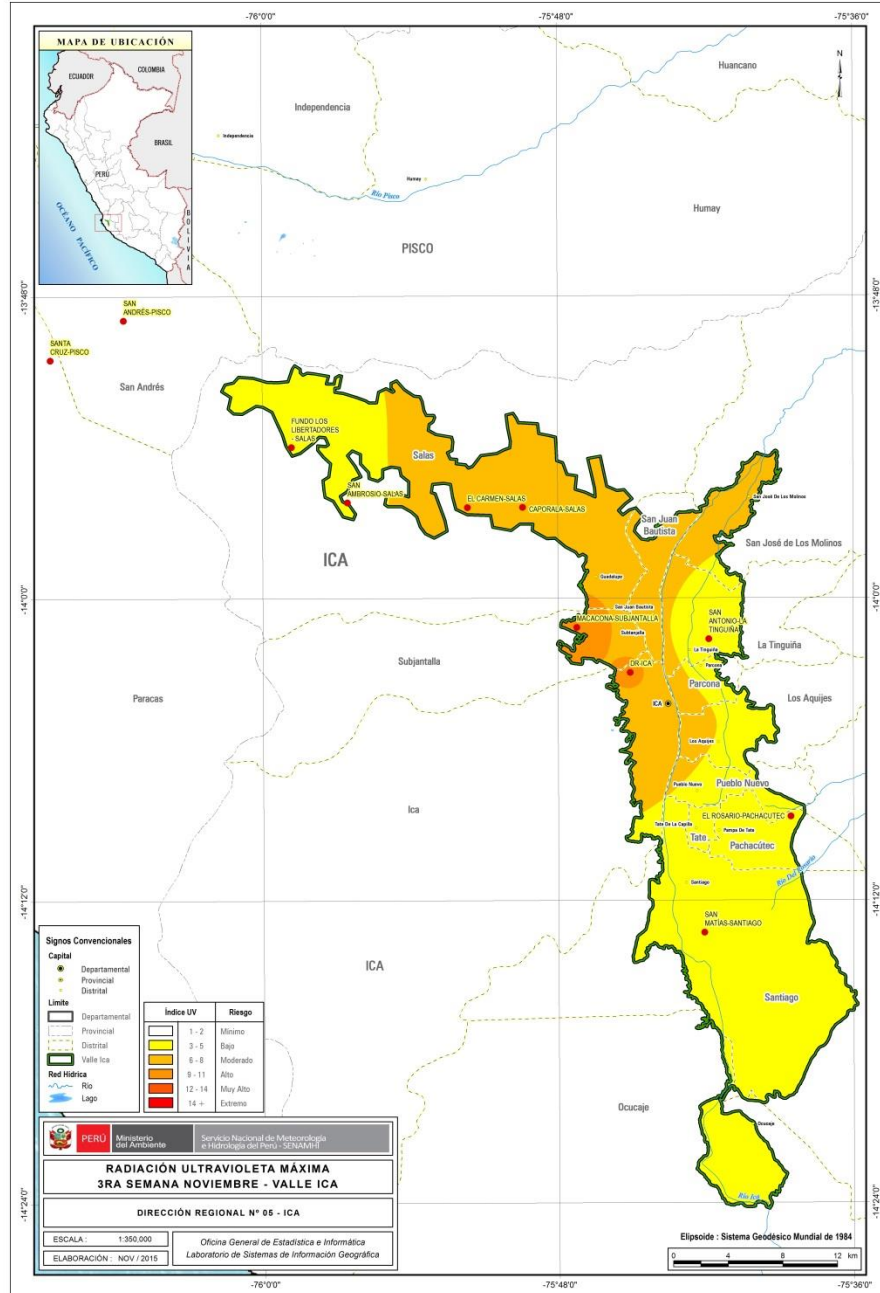 -76°0'0"
-75°48'0"
-75°36'0"
MAPA DE UBICACIÓN
ECUADOR
COLOMBIA
BRASIL
PERÚ
BOLIVIA
OCÉANO PACÍFICO
N
Huancano
Independencia
Independencia
Humay
Río Pisco
Humay
PISCO
-13°48'0"
-13°48'0"
SAN
ANDRÉS-PISCO
SANTA
CRUZ-PISCO
San Andrés
FUNDO LOS
LIBERTADORES
- SALAS
Salas
SAN
AMBROSIO-SALAS
EL CARMEN-SALAS
CAPORALA-SALAS
San José De Los Molinos
San Juan
Bautista
San José de Los Molinos
ICA
Guadalupe
-14°0'0"
-14°0'0"
San Juan Bautista
MACACONA-SUBJANTALLA
Subtanjalla
SAN
ANTONIO-LA
TINGUIÑA
La Tinguiña
La Tinguiña
Subjantalla
Parcona
DR-ICA
Parcona
Los Aquijes
Paracas
ICA
Los Aquijes
Pueblo Nuevo
Pueblo Nuevo
Ica
EL ROSARIO-PACHACUTEC
Tate De La Capilla
Tate
Pampa De Tate
Pachacútec
Río Del Rosario
Santiago
-14°12'0"
-14°12'0"
SAN
MATÍAS-SANTIAGO
ICA
Santiago
Ocucaje
Ocucaje
Río Ica
-14°24'0"
-14°24'0"
Signos Convencionales
Capital
Departamental
Provincial
Distrital
Límite
Departamental
Provincial
Distrital
Valle Ica
Red Hídrica
Río
Lago
Índice UV Riesgo
1 - 2 Mínimo
3 - 5 Bajo
6 - 8 Moderado
9 - 11 Alto
12 - 14 Muy Alto
14 + Extremo
PERÚ
Ministerio
del Ambiente
Servicio Nacional de Meteorología
e Hidrología del Perú - SENAMHI
RADIACIÓN ULTRAVIOLETA MÁXIMA
3RA SEMANA NOVIEMBRE - VALLE ICA
DIRECCIÓN REGIONAL N° 05 - ICA
ESCALA : 1:350,000
ELABORACIÓN : NOV / 2015
Oficina General de Estadística e Informática
Laboratorio de Sistemas de Información Geográfica
Elipsoide : Sistema Geodésico Mundial de 1984
0 4 8 12 km
-76°0'0"
-75°48'0"
-75°36'0"